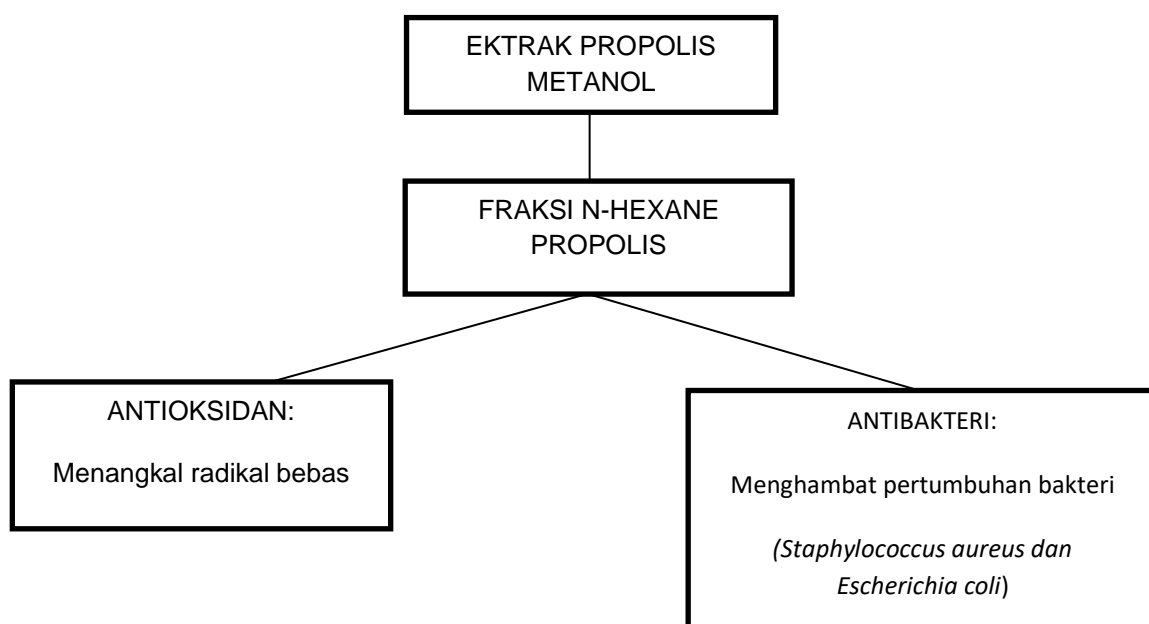 EKTRAK PROPOLIS
METANOL
FRAKSI N-HEXANE
PROPOLIS
ANTIOKSIDAN:
Menangkal radikal bebas
ANTIBAKTERI:
Menghambat pertumbuhan bakteri
(Staphylococcus aureus dan
Escherichia coli)